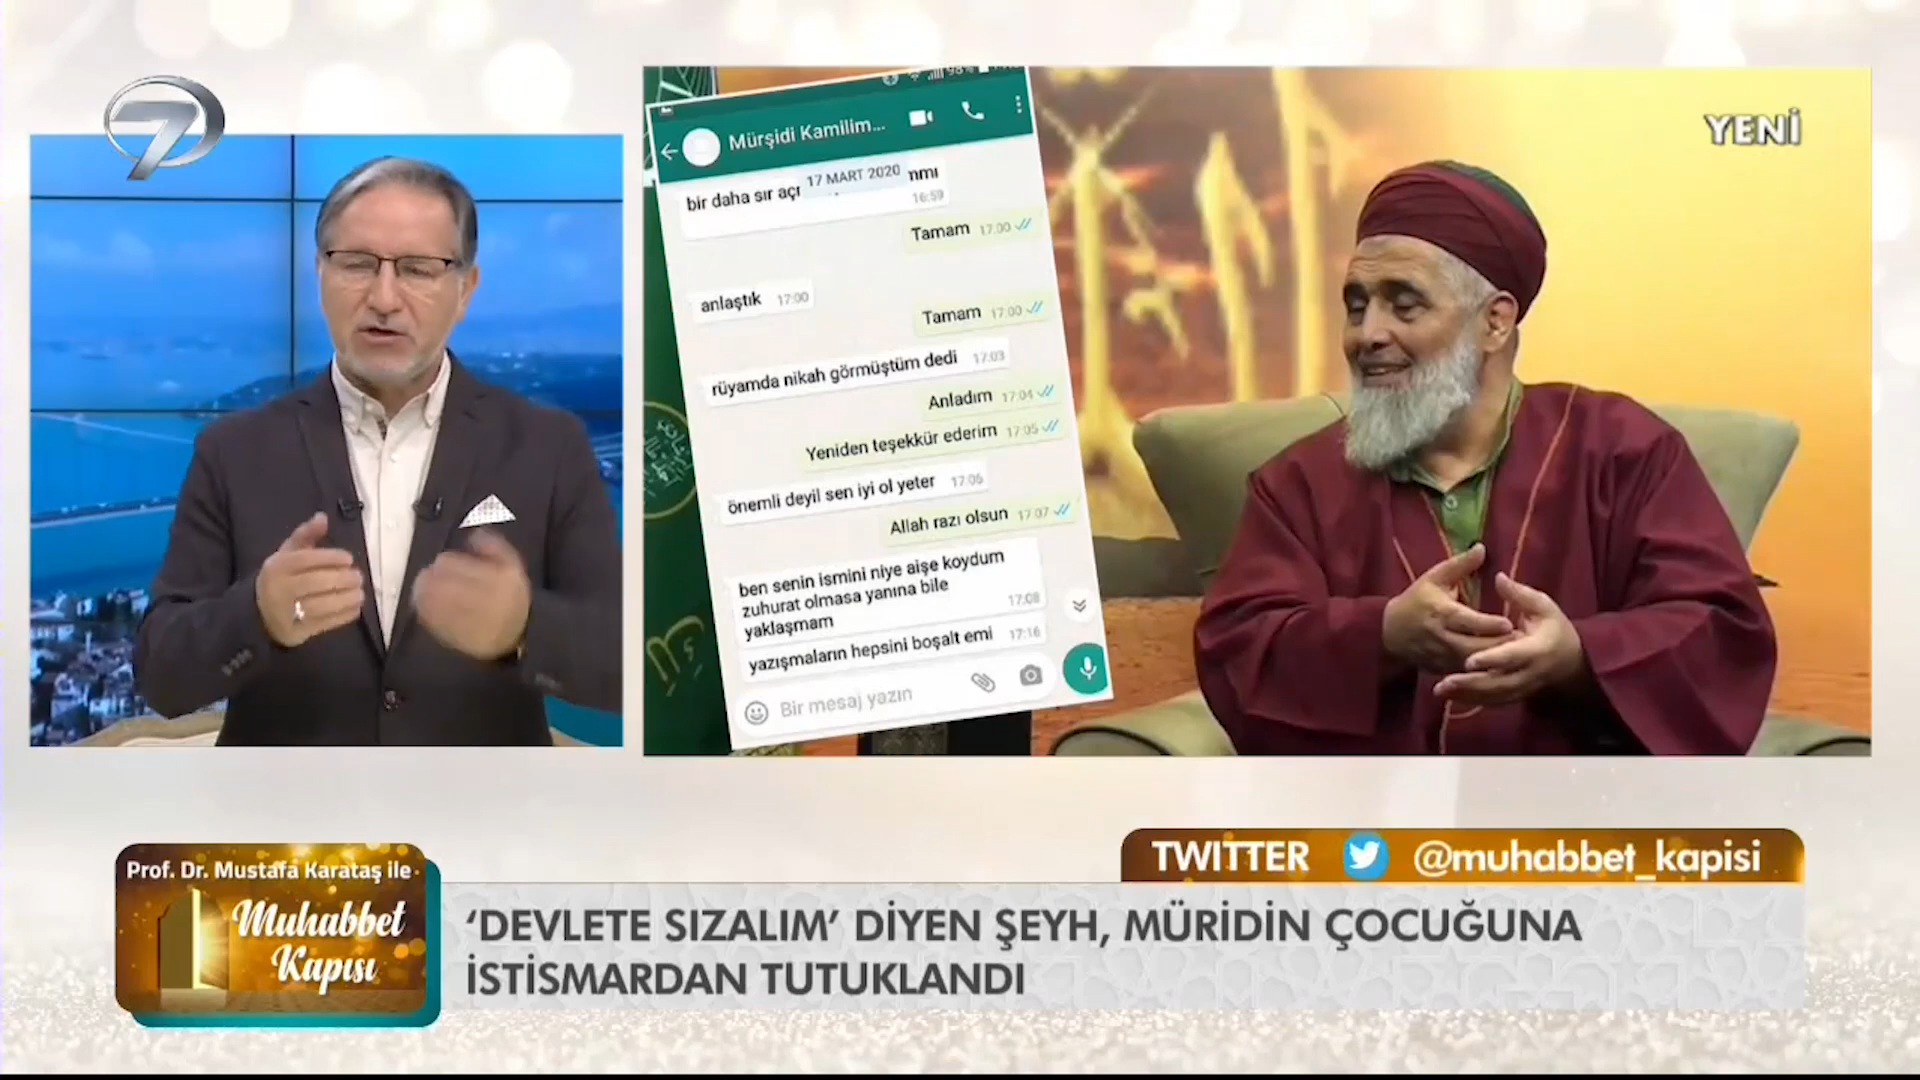 7
YENİ
98%
Mürşidi Kamilim...
17 MART 2020
bir daha sır açı
16:59
Tamam 17:00
anlaştık 17:00
Tamam 17:00
rüyamda nikah görmüştüm dedi 17:03
Anladım 17:04
Yeniden teşekkür ederim 17:05
önemli deyil sen iyi ol yeter 17:06
Allah razı olsun 17:07
ben senin ismini niye aişe koydum
zuhurat olmasa yanına bile
yaklaşmam 17:08
yazışmaların hepsini boşalt emi 17:16
Bir mesaj yazın
TWITTER @muhabbet_kapisi
Prof. Dr. Mustafa Karataş ile
Muhabbet
Kapısı
‘DEVLETE SIZALIM’ DİYEN ŞEYH, MÜRİDİN ÇOCUĞUNA
İSTİSMARDAN TUTUKLANDI